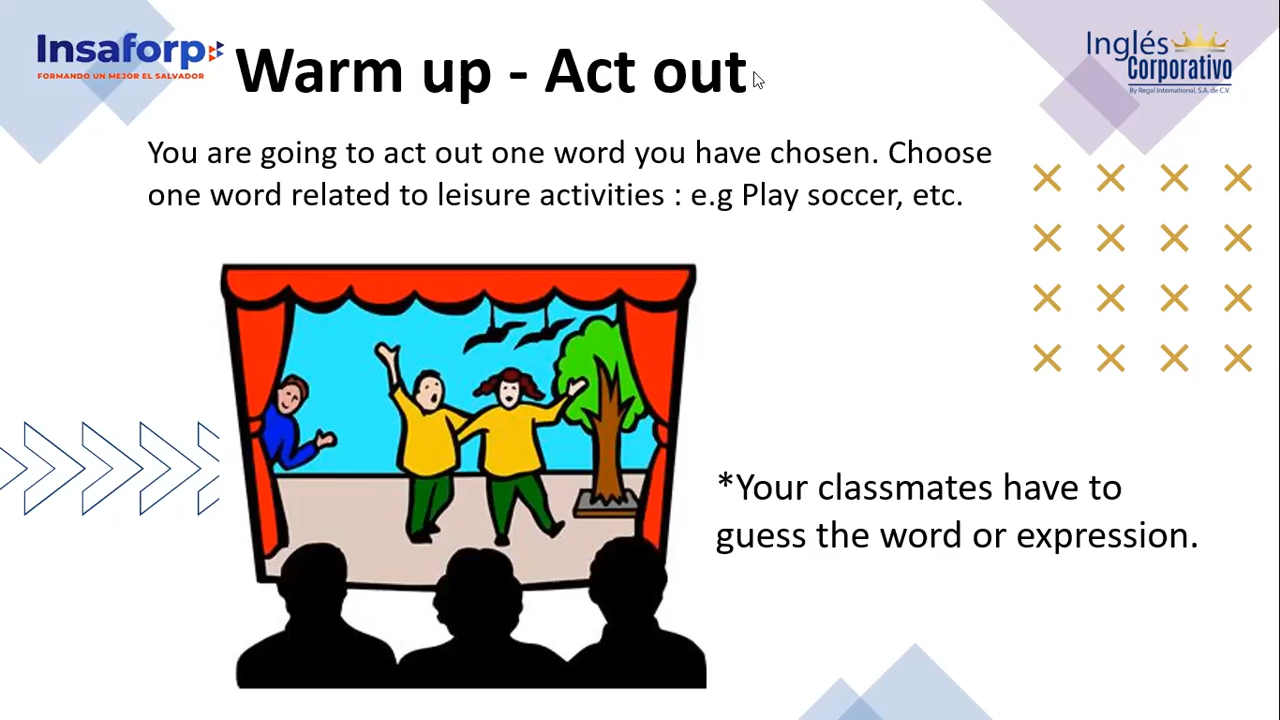 Insaforp
FORMANDO UN MEJOR EL SALVADOR
Warm up - Act out
Inglés
Corporativo
By Regal International, S.A. de C.V.
You are going to act out one word you have chosen. Choose
one word related to leisure activities : e.g Play soccer, etc.
*Your classmates have to
guess the word or expression.